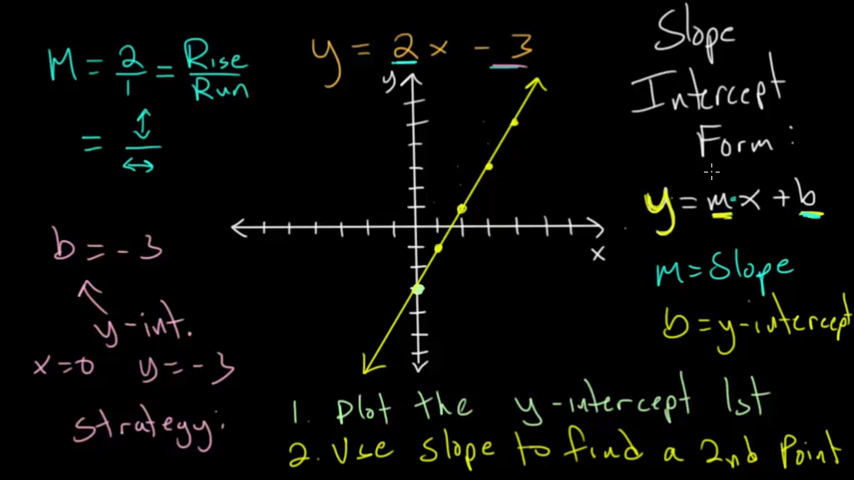 y = 2x - 3
M = 2/1 = Rise/Run
= ↕/↔
b = -3
y-int.
x=0 y=-3
strategy:
y
x
Slope
Intercept
Form:
y = m·x + b
m = Slope
b = y-intercept
1. Plot the y-intercept 1st
2. Use slope to find a 2nd Point